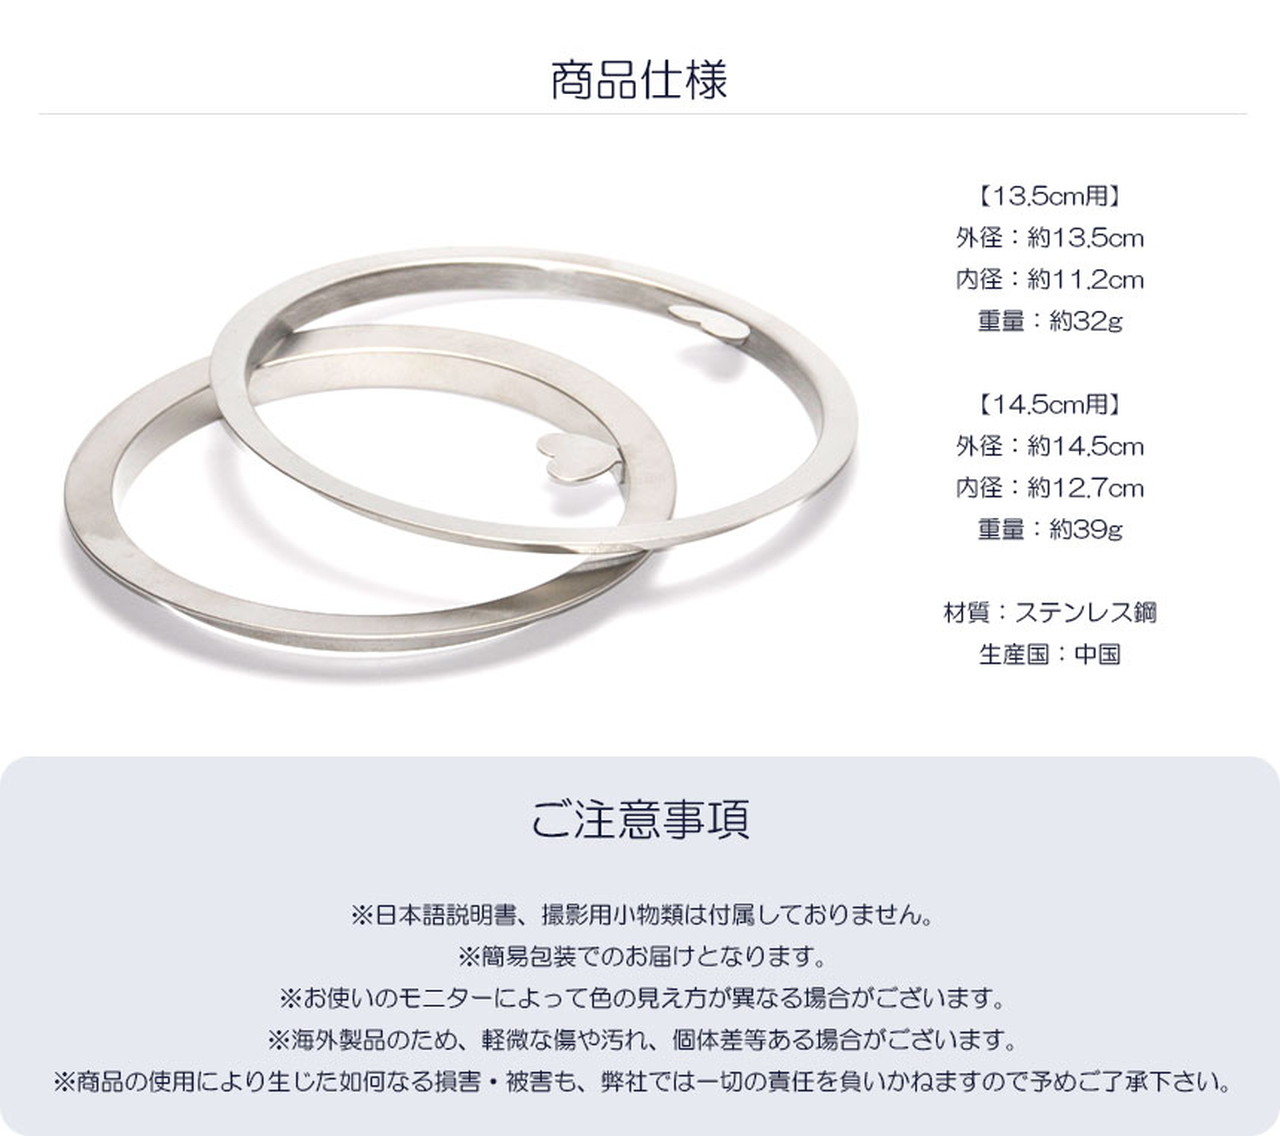 商品仕様
【13.5cm用】
外径：約13.5cm
内径：約11.2cm
重量：約32g
【14.5cm用】
外径：約14.5cm
内径：約12.7cm
重量：約39g
材質：ステンレス鋼
生産国：中国
ご注意事項
※日本語説明書、撮影用小物類は付属しておりません。
※簡易包装でのお届けとなります。
※お使いのモニターによって色の見え方が異なる場合がございます。
※海外製品のため、軽微な傷や汚れ、個体差等ある場合がございます。
※商品の使用により生じた如何なる損害・被害も、弊社では一切の責任を負いかねますので予めご了承下さい。